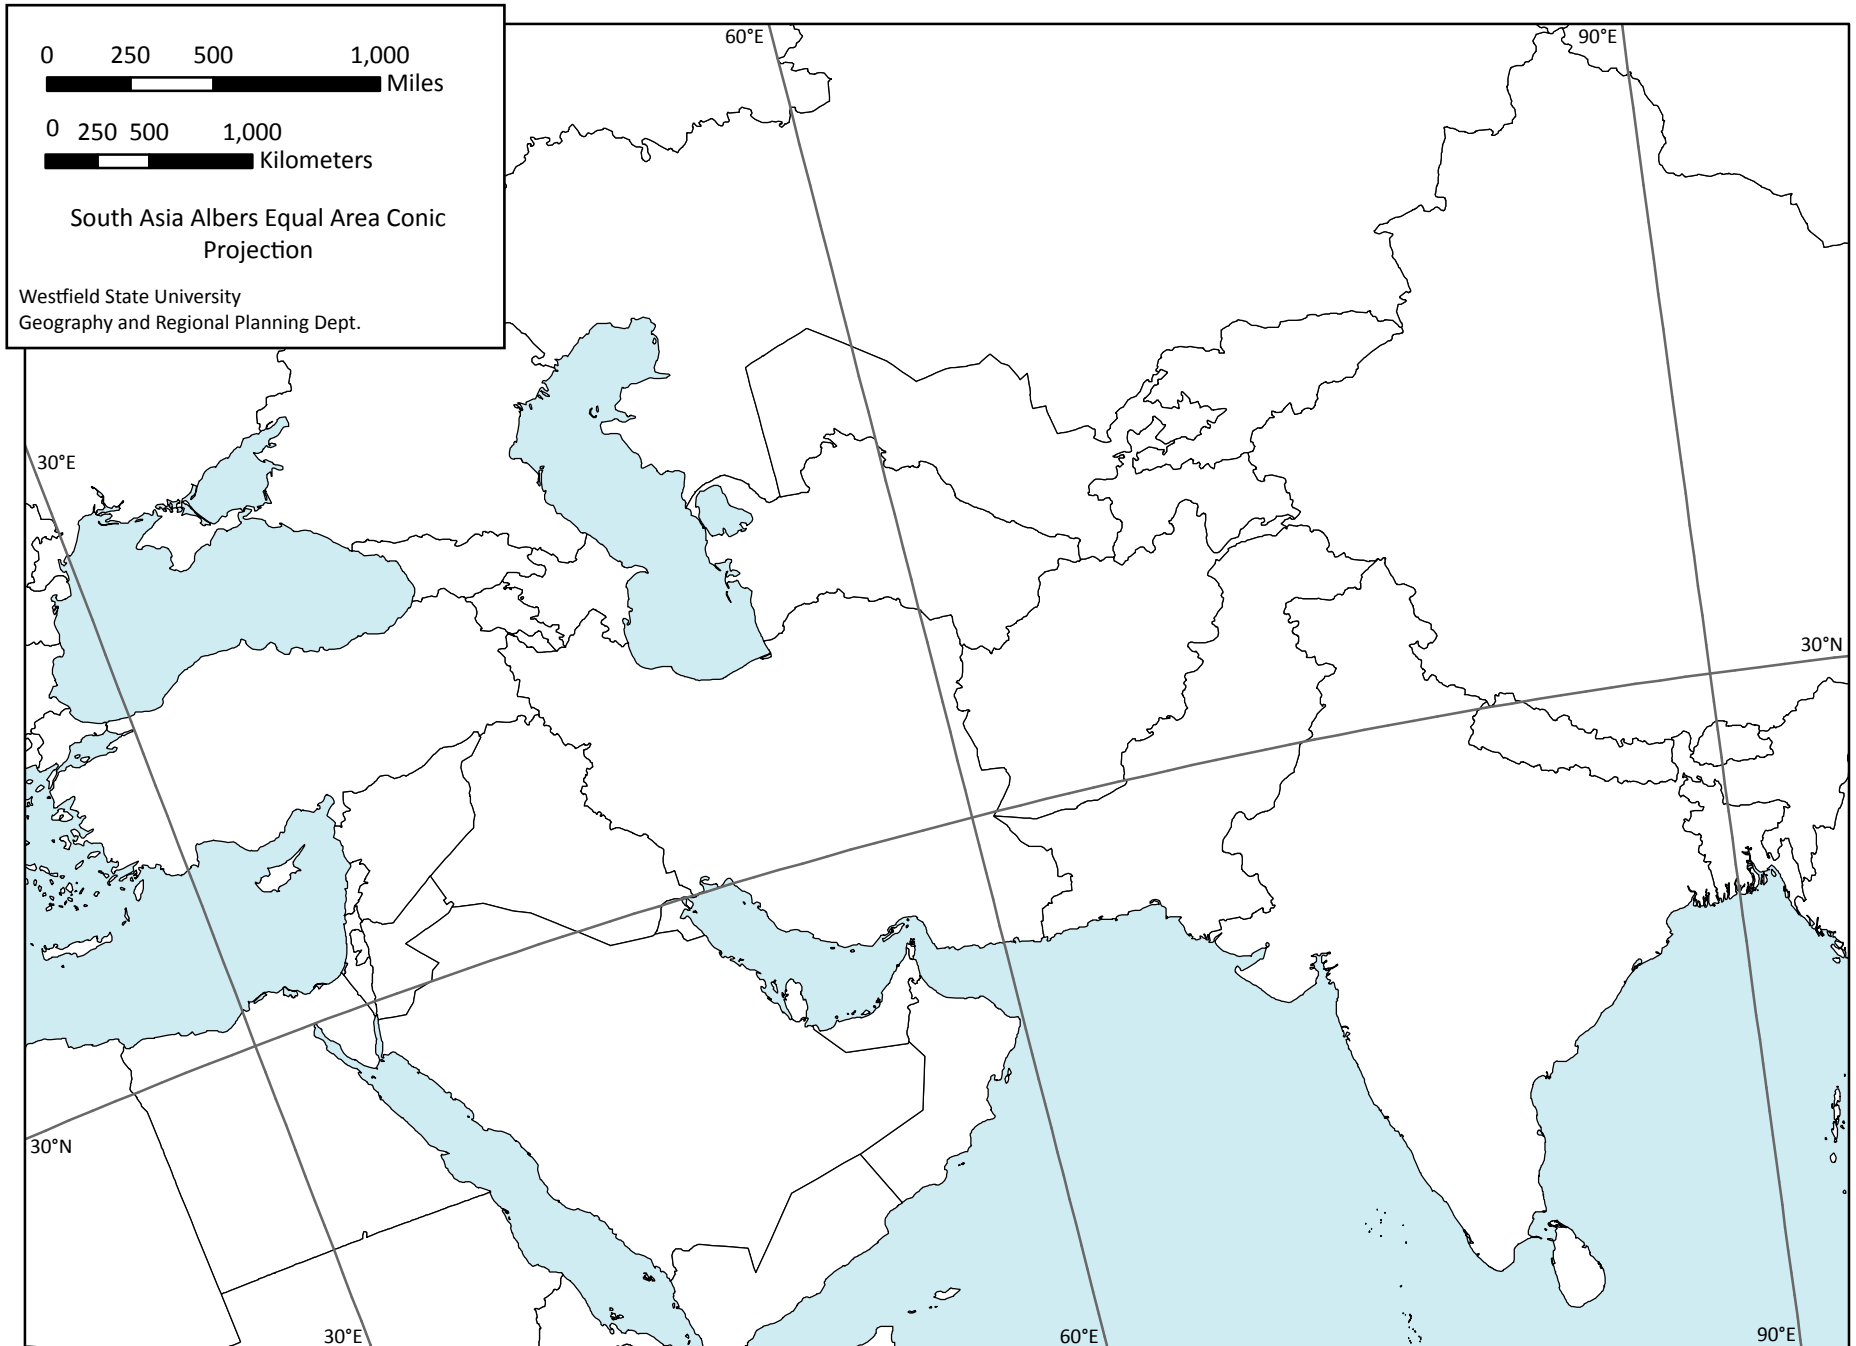 0 250 500 1,000
Miles
0 250 500 1,000
Kilometers
South Asia Albers Equal Area Conic
Projection
Westfield State University
Geography and Regional Planning Dept.
60°E
90°E
30°E
30°N
30°N
30°E
60°E
90°E